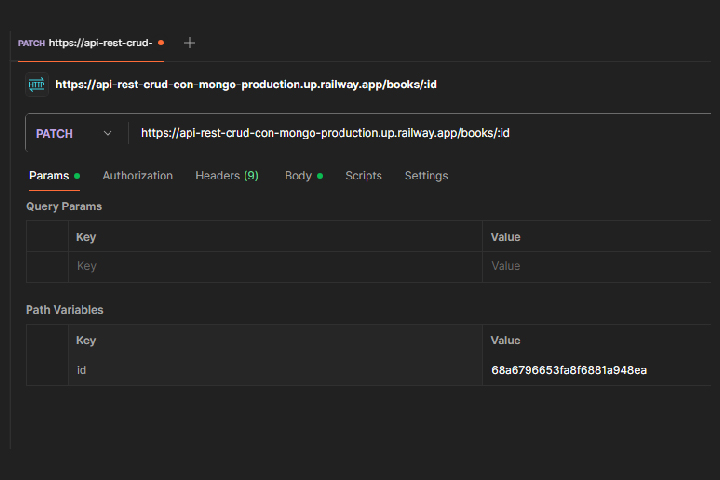 PATCH https://api-rest-crud-
HTTP https://api-rest-crud-con-mongo-production.up.railway.app/books/:id
PATCH https://api-rest-crud-con-mongo-production.up.railway.app/books/:id
Params Authorization Headers (9) Body Scripts Settings
Query Params
Key Value
Key Value
Path Variables
Key Value
id 68a6796653fa8f6881a948ea